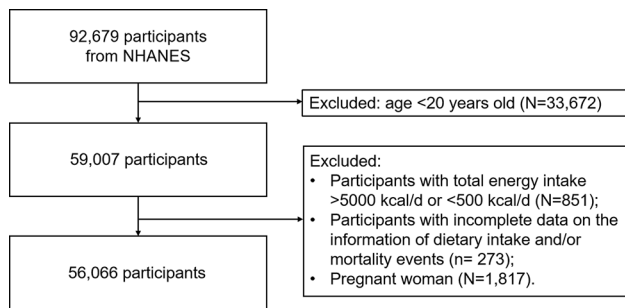 92,679 participants
from NHANES
Excluded: age <20 years old (N=33,672)
59,007 participants
Excluded:
• Participants with total energy intake
>5000 kcal/d or <500 kcal/d (N=851);
• Participants with incomplete data on the
information of dietary intake and/or
mortality events (n= 273);
• Pregnant woman (N=1,817).
56,066 participants